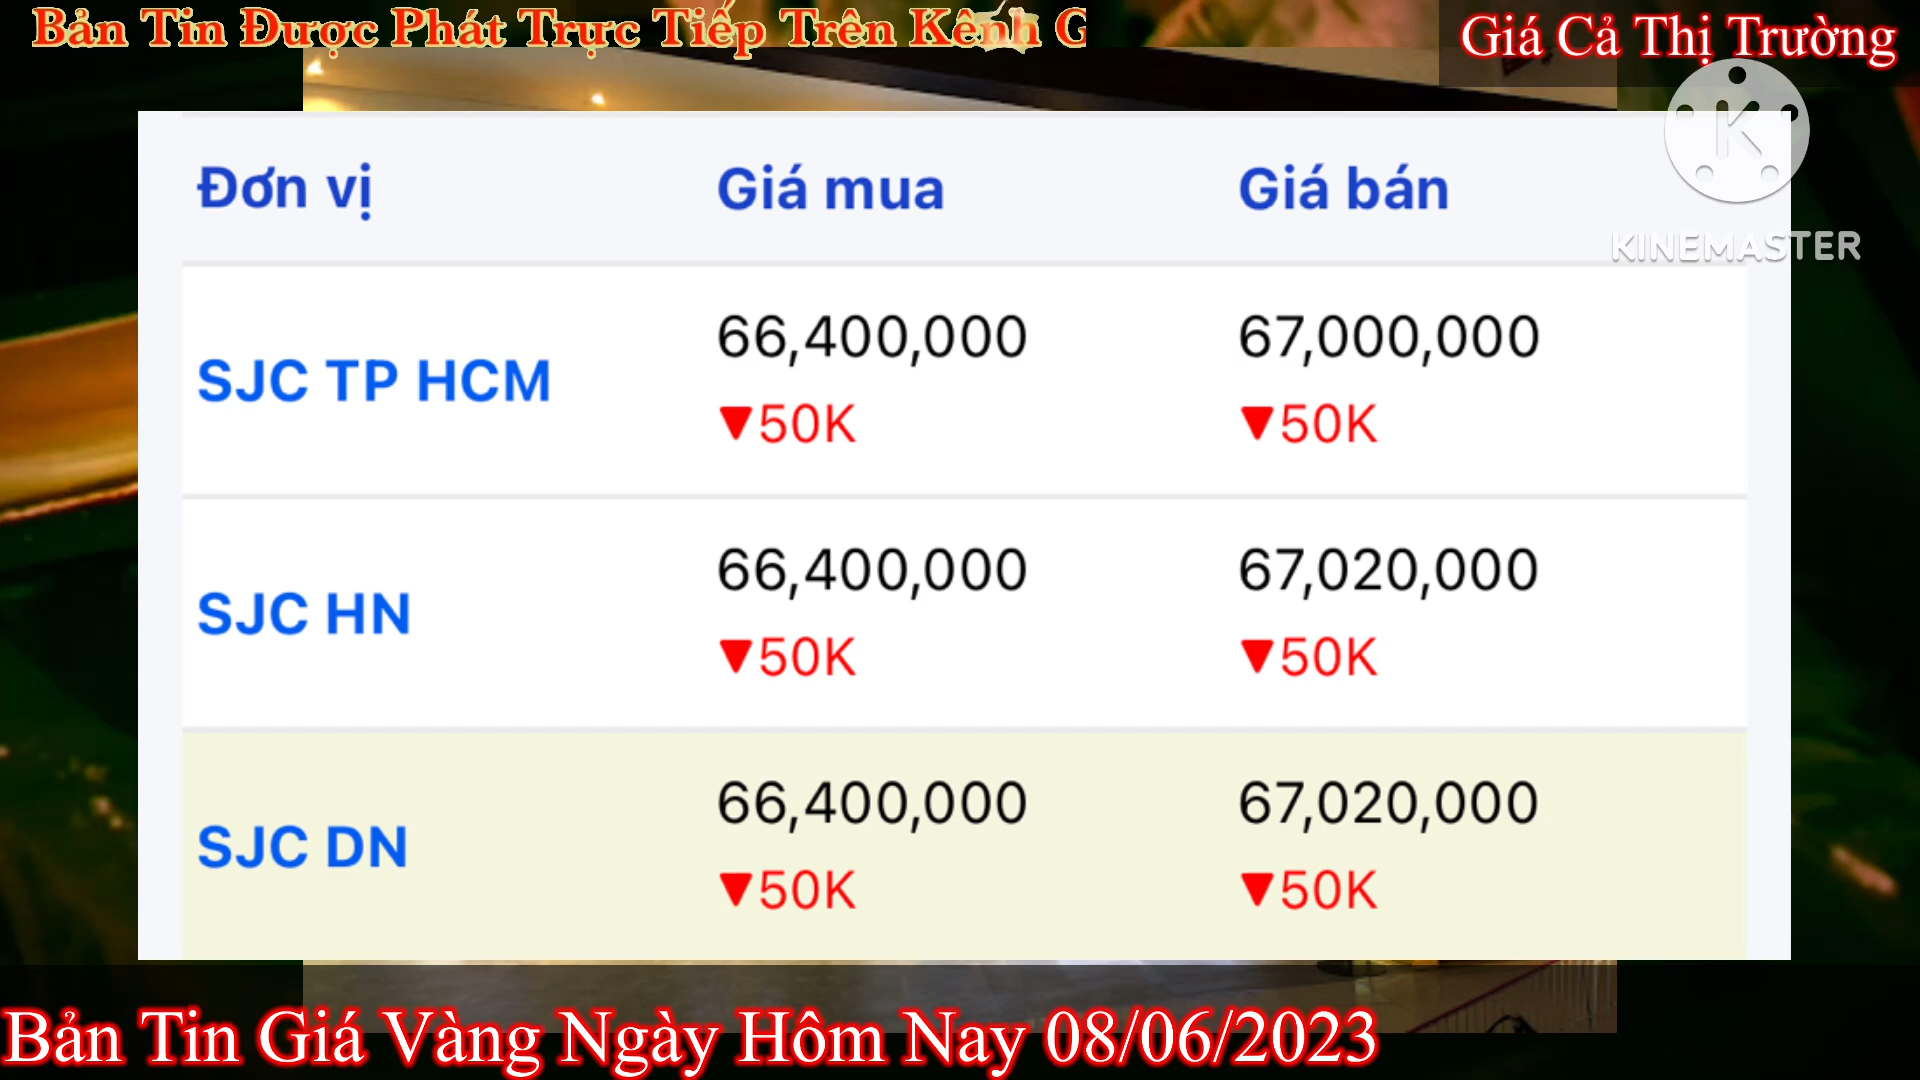 Bản Tin Được Phát Trực Tiếp Trên Kênh G
Giá Cả Thị Trường
KINEMASTER
Đơn vị Giá mua Giá bán
SJC TP HCM 66,400,000 67,000,000
▼50K ▼50K
SJC HN 66,400,000 67,020,000
▼50K ▼50K
SJC DN 66,400,000 67,020,000
▼50K ▼50K
Bản Tin Giá Vàng Ngày Hôm Nay 08/06/2023